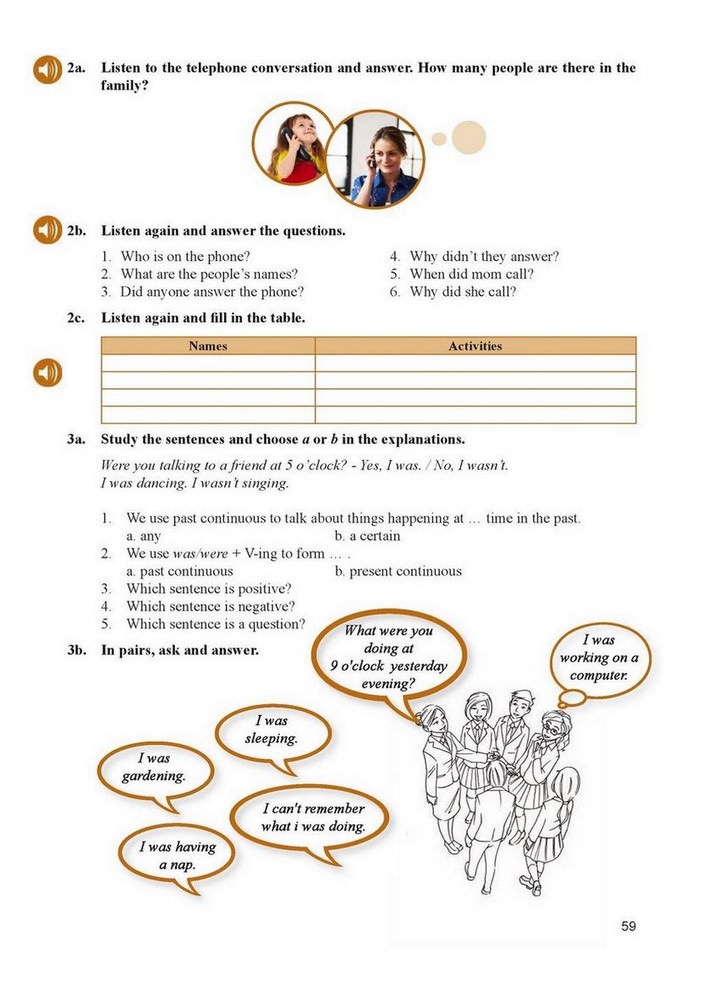 2a. Listen to the telephone conversation and answer. How many people are there in the
family?
2b. Listen again and answer the questions.
1. Who is on the phone?
2. What are the people's names?
3. Did anyone answer the phone?
4. Why didn't they answer?
5. When did mom call?
6. Why did she call?
2c. Listen again and fill in the table.
Names Activities
3a. Study the sentences and choose a or b in the explanations.
Were you talking to a friend at 5 o'clock? - Yes, I was. / No, I wasn't.
I was dancing. I wasn't singing.
1. We use past continuous to talk about things happening at … time in the past.
a. any b. a certain
2. We use was/were + V-ing to form … .
a. past continuous b. present continuous
3. Which sentence is positive?
4. Which sentence is negative?
5. Which sentence is a question?
3b. In pairs, ask and answer.
What were you
doing at
9 o'clock yesterday
evening?
I was
working on a
computer.
I was
sleeping.
I was
gardening.
I can't remember
what i was doing.
I was having
a nap.
59